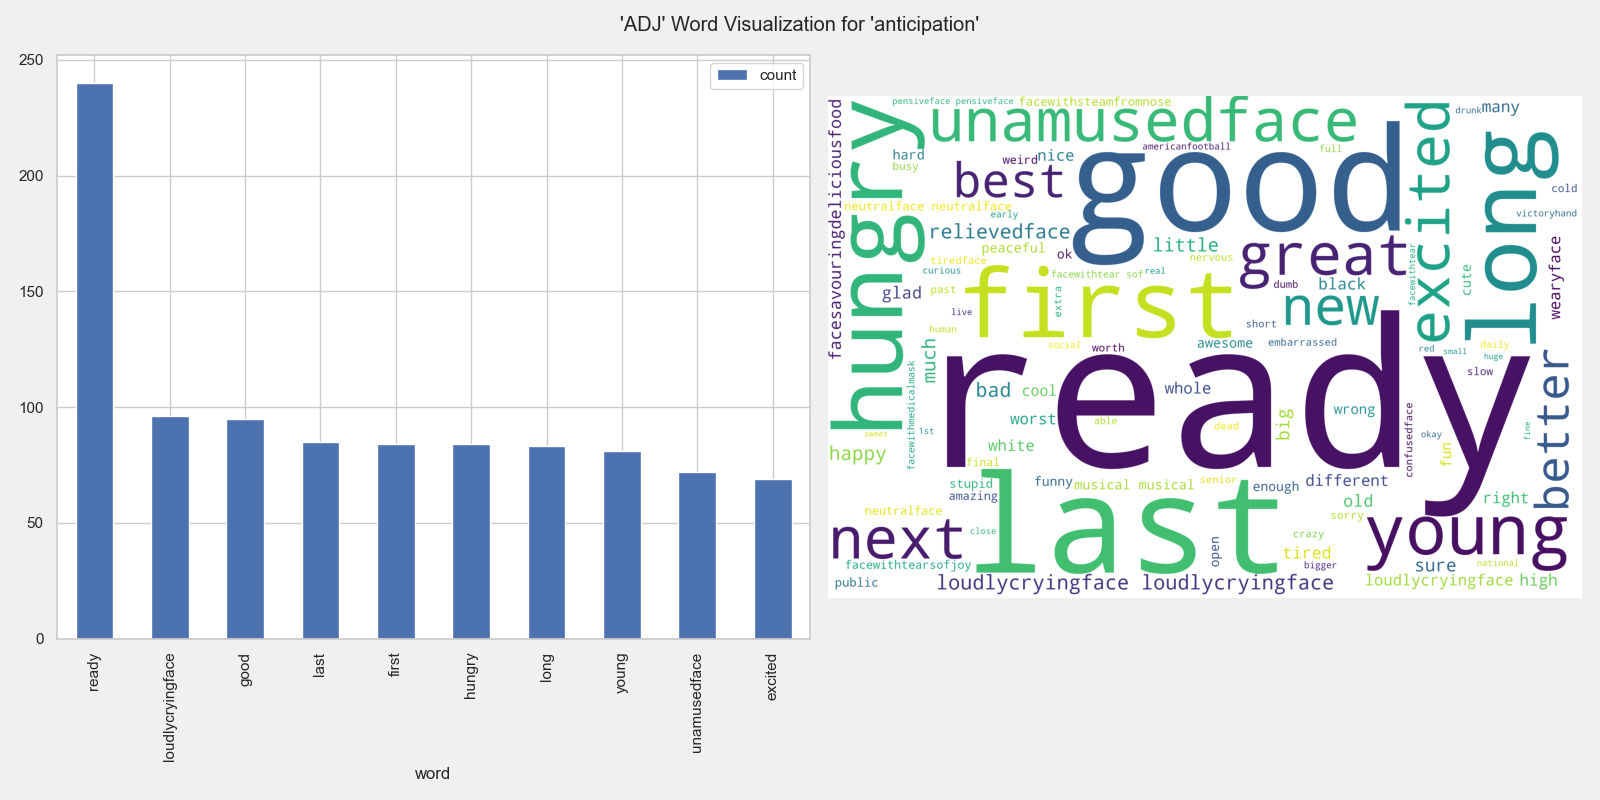 'ADJ' Word Visualization for 'anticipation'
250
200
150
100
50
0
count
ready
loudlycryingface
good
last
first
hungry
long
young
unamusedface
excited
word
pensiveface pensiveface
facewithsteamfromnose
facesavouringdeliciousfood
hungry
unamusedface
hard
busy
weird
nice
americanfootball
full
best
good
excited
drunk
many
long
cold
victoryhand
neutralface neutralface
early
relievedface
peaceful
ok
little
great
nervous
tiredface
curious
facewithtear sof
real
facewithtear
cute
wearyface
glad
past
extra
first
dumb
black
new
live
human
short
social
worth
awesome
embarrassed
red
small
daily
huge
much
facewithmedicalmask
ready
slow
better
bad
cool
whole
worst
able
big
wrong
dead
sweet
1st
white
happy
final
confusedface
okay
fun
fine
stupid
amazing
funny
musical musical
senior
enough
different
old
right
last
neutralface
close
next
open
sorry
crazy
tired
bigger
young
sure
national
facewithtearsofjoy
public
loudlycryingface loudlycryingface
loudlycryingface
high